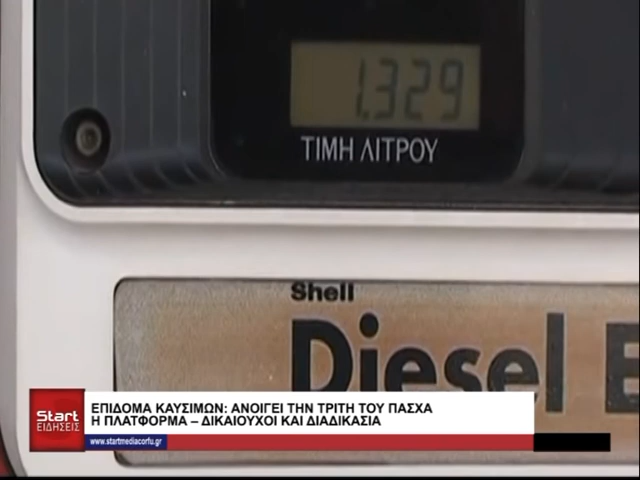 1.329
ΤΙΜΗ ΛΙΤΡΟΥ
Shell
Diesel
Start
ΕΙΔΗΣΕΙΣ
ΕΠΙΔΟΜΑ ΚΑΥΣΙΜΩΝ: ΑΝΟΙΓΕΙ ΤΗΝ ΤΡΙΤΗ ΤΟΥ ΠΑΣΧΑ
Η ΠΛΑΤΦΟΡΜΑ – ΔΙΚΑΙΟΥΧΟΙ ΚΑΙ ΔΙΑΔΙΚΑΣΙΑ
www.startmediacorfu.gr